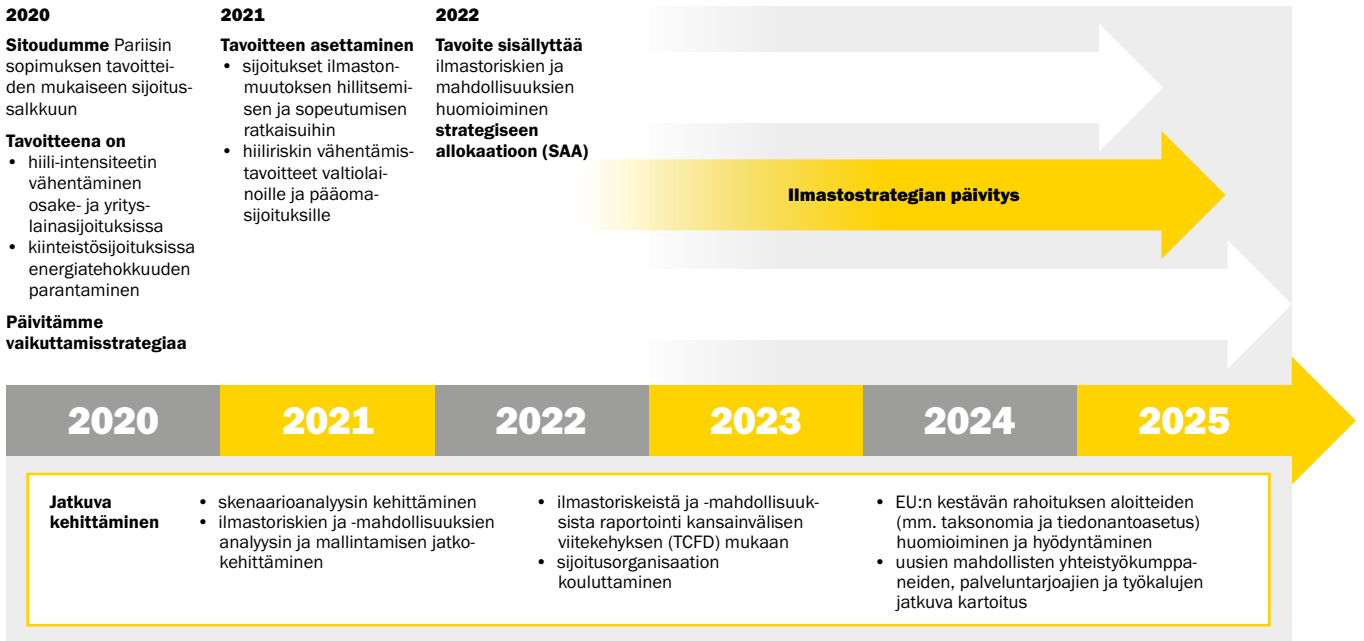 2020
Sitoudumme Pariisin
sopimuksen tavoittei-
den mukaiseen sijoitus-
salkkuun
Tavoitteena on
• hiili-intensiteetin
vähentäminen
osake- ja yritys-
lainasijoituksissa
• kiinteistösijoituksissa
energiatehokkuuden
parantaminen
Päivitämme
vaikuttamisstrategiaa
2021
Tavoitteen asettaminen
• sijoitukset ilmaston-
muutoksen hillitsemi-
sen ja sopeutumisen
ratkaisuihin
• hiiliriskin vähentämis-
tavoitteet valtiolai-
noille ja pääoma-
sijoituksille
2022
Tavoite sisällyttää
ilmastoriskien ja
mahdollisuuksien
huomioiminen
strategiseen
allokaatioon (SAA)
Ilmastostrategian päivitys
2020 2021 2022 2023 2024 2025
Jatkuva
kehittäminen
• skenaarioanalyysin kehittäminen
• ilmastoriskien ja -mahdollisuuksien
analyysin ja mallintamisen jatko-
kehittäminen
• ilmastoriskeistä ja -mahdollisuuk-
sista raportointi kansainvälisen
viitekehyksen (TCFD) mukaan
• sijoitusorganisaation
kouluttaminen
• EU:n kestävän rahoituksen aloitteiden
(mm. taksonomia ja tiedonantoasetus)
huomioiminen ja hyödyntäminen
• uusien mahdollisten yhteistyökumppa-
neiden, palveluntarjoajien ja työkalujen
jatkuva kartoitus